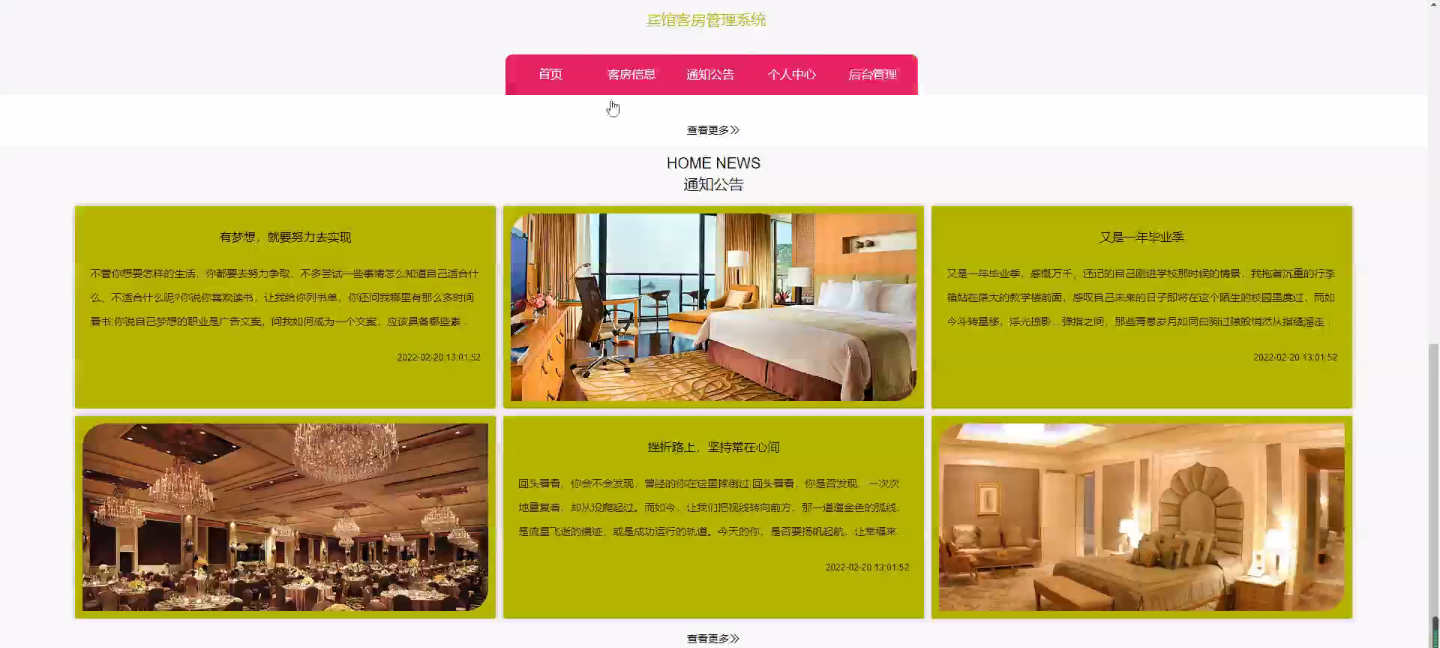 宾馆客房管理系统
首页
客房信息
通知公告
个人中心
后台管理
查看更多
HOME NEWS
通知公告
有梦想，就要努力去实现
不管你想要怎样的生活，你都要去努力争取，不多尝试一些事情怎么知道自己适合什
么、不适合什么呢?你说你喜欢读书，让我给你列书单，你还问我哪里有那么多时间
看书;你说自己梦想的职业是广告文案，问我如何成为一个文案，应该具备哪些素...
2022-02-20 13:01:52
又是一年毕业季
又是一年毕业季，感慨万千，还记的自己刚进学校那时候的情景，我拖着沉重的行李
箱站在偌大的教学楼前面，感叹自己未来的日子即将在这个陌生的校园里度过，而如
今斗转星移，浮光掠影，弹指之间，那些青葱岁月如同白驹过隙般悄然从指缝溜走...
2022-02-20 13:01:52
挫折路上，坚持常在心间
回头看看，你会不会发现，曾经的你在这里摔倒过;回头看看，你是否发现，一次次
地重复着，却从没爬起过。而如今，让我们把视线转向前方，那一道道金色的弧线，
是流星飞逝的痕迹，或是成功运行的轨道。今天的你，是否要扬帆起航，让幸福来...
2022-02-20 13:01:52
查看更多